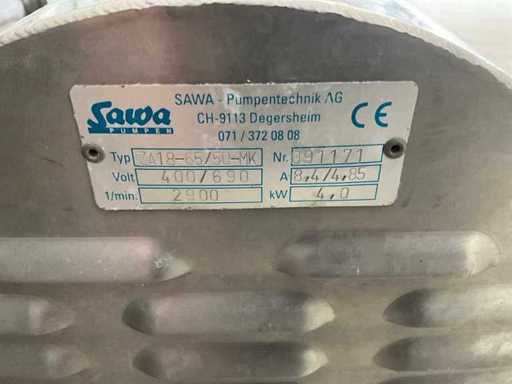 Sawa
PUMPEN
SAWA - Pumpentechnik AG
CH-9113 Degersheim
071 / 372 08 08
CE
Typ ZA18-65/50-MK Nr. 391171
Volt. 400/690 A 8,4/4,85
1/min. 2900 kW 4,0